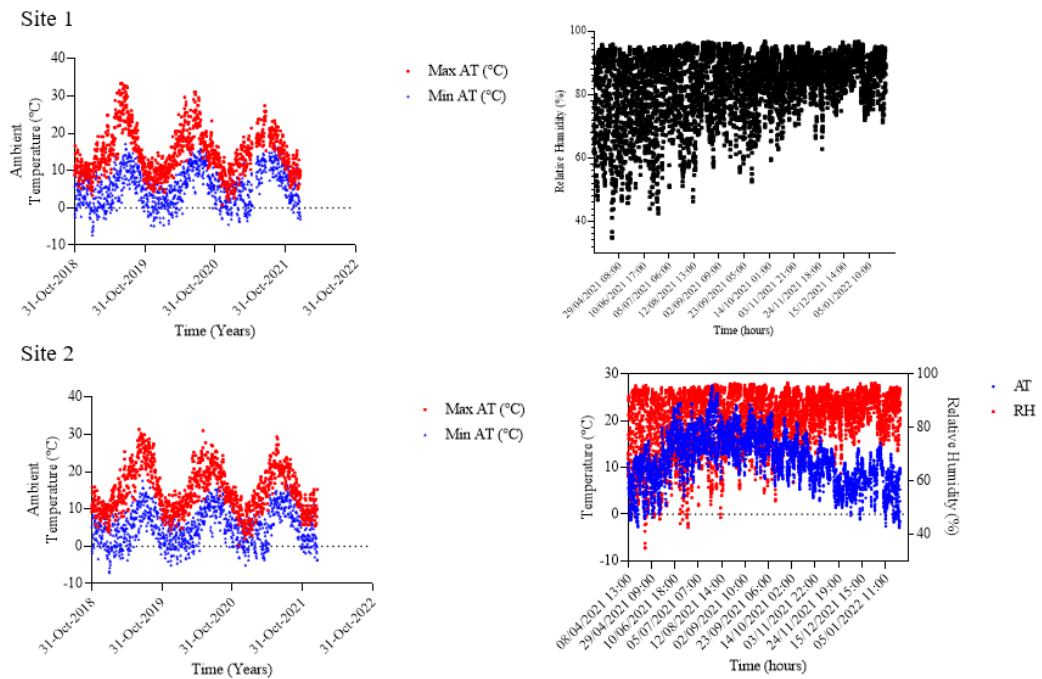 Site 1
40
30
20
10
0
-10
Ambient
Temperature (°C)
31-Oct-2018
31-Oct-2019
31-Oct-2020
31-Oct-2021
31-Oct-2022
Time (Years)
Max AT (°C)
Min AT (°C)
100
80
60
40
Relative Humidity (%)
29/04/2021 08:00
10/06/2021 17:00
05/07/2021 06:00
12/08/2021 13:00
02/09/2021 09:00
23/09/2021 05:00
14/10/2021 01:00
03/11/2021 21:00
24/11/2021 18:00
15/12/2021 14:00
05/01/2022 10:00
Time (hours)
Site 2
40
30
20
10
0
-10
Ambient
Temperature (°C)
31-Oct-2018
31-Oct-2019
31-Oct-2020
31-Oct-2021
31-Oct-2022
Time (Years)
Max AT (°C)
Min AT (°C)
30
20
10
0
-10
Temperature (°C)
100
80
60
40
Relative Humidity
(%)
08/04/2021 13:00
29/04/2021 09:00
10/06/2021 18:00
05/07/2021 07:00
12/08/2021 14:00
02/09/2021 10:00
23/09/2021 06:00
14/10/2021 02:00
03/11/2021 22:00
24/11/2021 19:00
15/12/2021 15:00
05/01/2022 11:00
Time (hours)
AT
RH